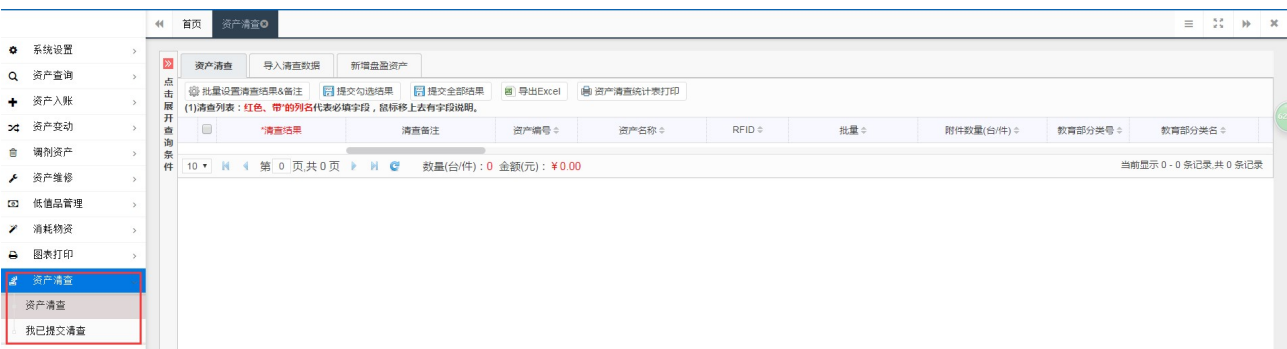 首页 资产清查
系统设置
资产查询
资产入账
资产变动
调剂资产
资产维修
低值品管理
消耗物资
图表打印
资产清查
资产清查
我已提交清查
点击展开查询条件
资产清查 导入清查数据 新增盘盈资产
批量设置清查结果&备注 提交勾选结果 提交全部结果 导出Excel 资产清查统计表打印
(1)清查列表：红色、带*的列名代表必填字段，鼠标移上去有字段说明。
*清查结果 清查备注 资产编号 资产名称 RFID 批量 附件数量(台/件) 教育部分类号 教育部分类名
10 第 0 页,共 0 页 数量(台/件)：0 金额(元)：¥0.00 当前显示 0 - 0 条记录,共 0 条记录